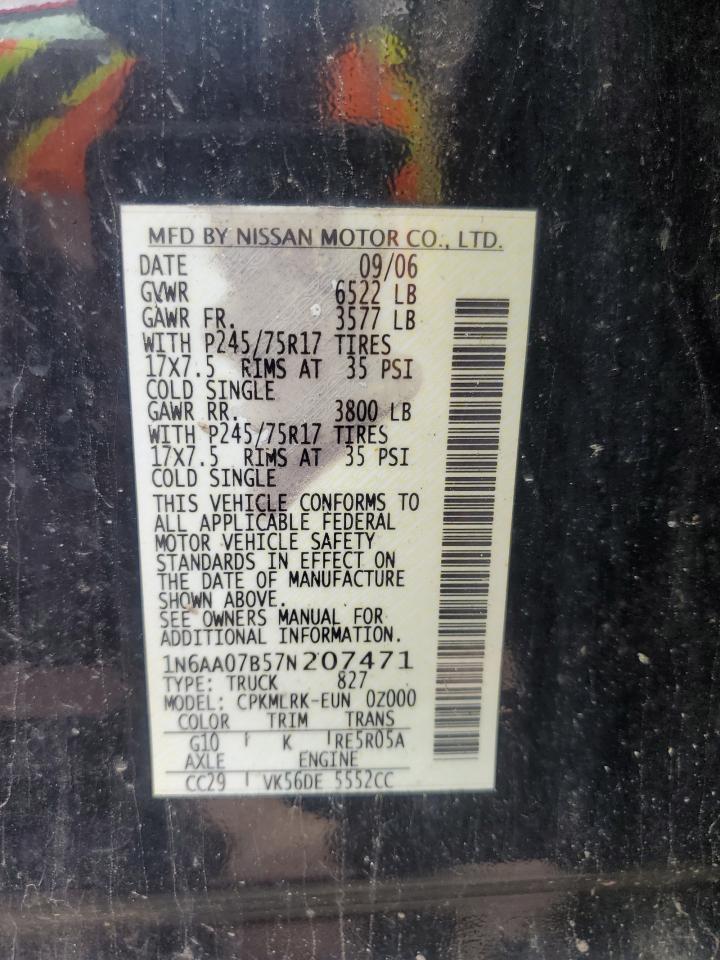 MFD BY NISSAN MOTOR CO., LTD.
DATE 09/06
GVWR 6522 LB
GAWR FR. 3577 LB
WITH P245/75R17 TIRES
17X7.5 RIMS AT 35 PSI
COLD SINGLE
GAWR RR. 3800 LB
WITH P245/75R17 TIRES
17X7.5 RIMS AT 35 PSI
COLD SINGLE
THIS VEHICLE CONFORMS TO
ALL APPLICABLE FEDERAL
MOTOR VEHICLE SAFETY
STANDARDS IN EFFECT ON
THE DATE OF MANUFACTURE
SHOWN ABOVE.
SEE OWNERS MANUAL FOR
ADDITIONAL INFORMATION.
1N6AA07B57N207471
TYPE: TRUCK 827
MODEL: CPKMLRK-EUN 0Z000
COLOR TRIM TRANS
G10 K RE5R05A
AXLE ENGINE
CC29 VK56DE 5552CC